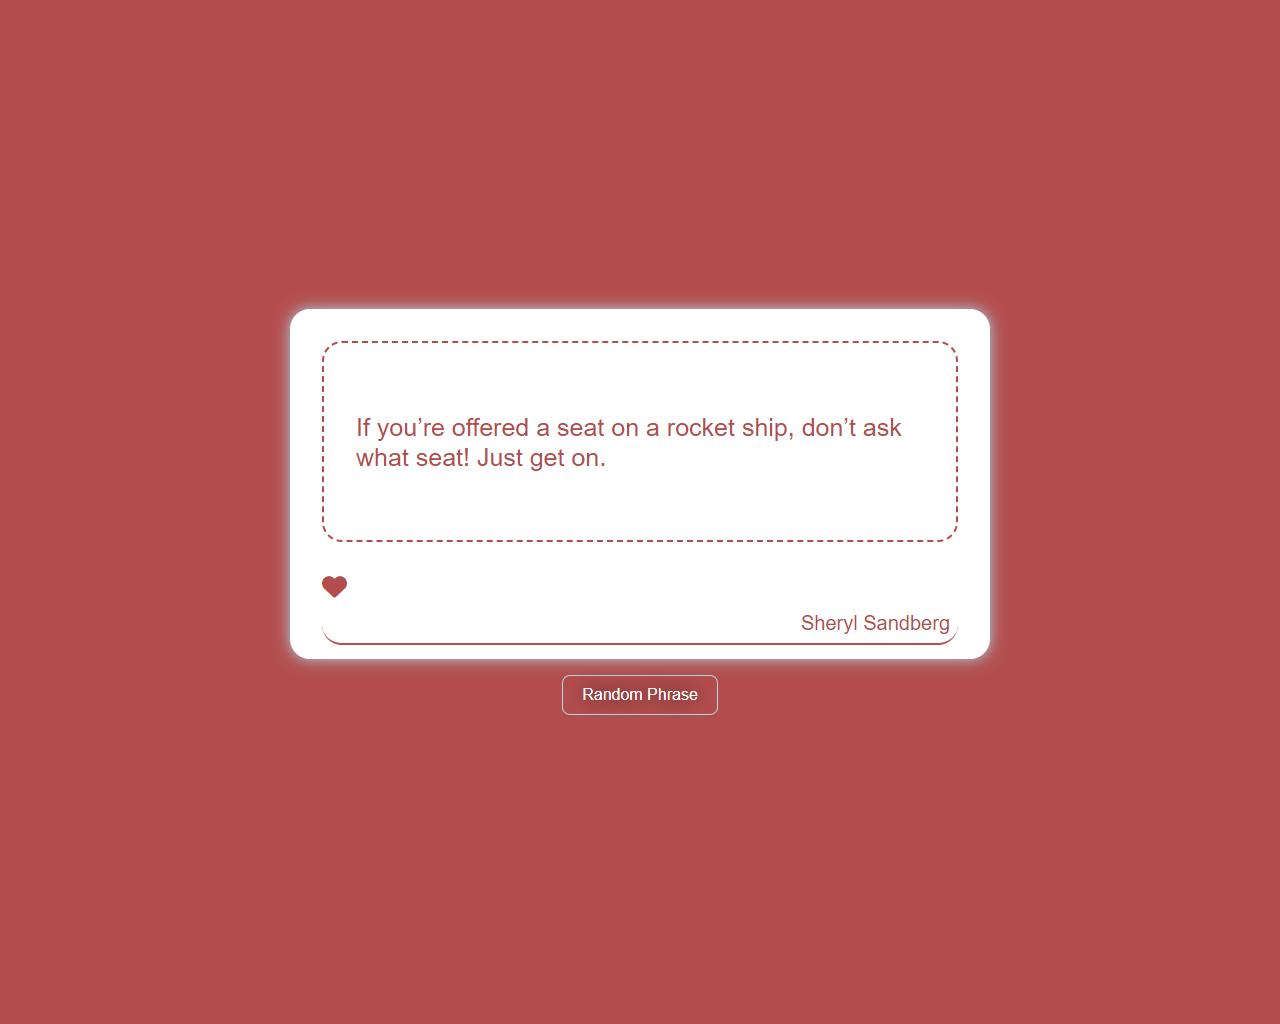 If you’re offered a seat on a rocket ship, don’t ask
what seat! Just get on.
Sheryl Sandberg
Random Phrase